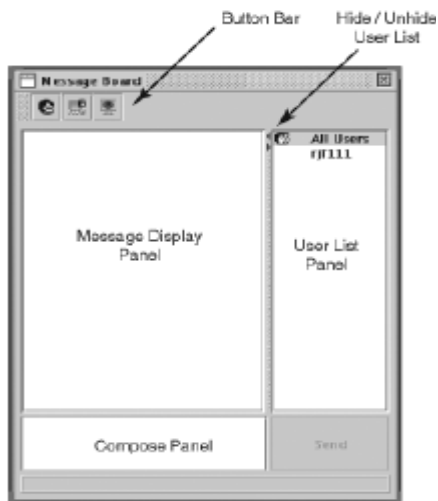 Button Bar
Hide / Unhide
User List
Message Board
All Users
rjf111
Message Display
Panel
User List
Panel
Compose Panel
Send